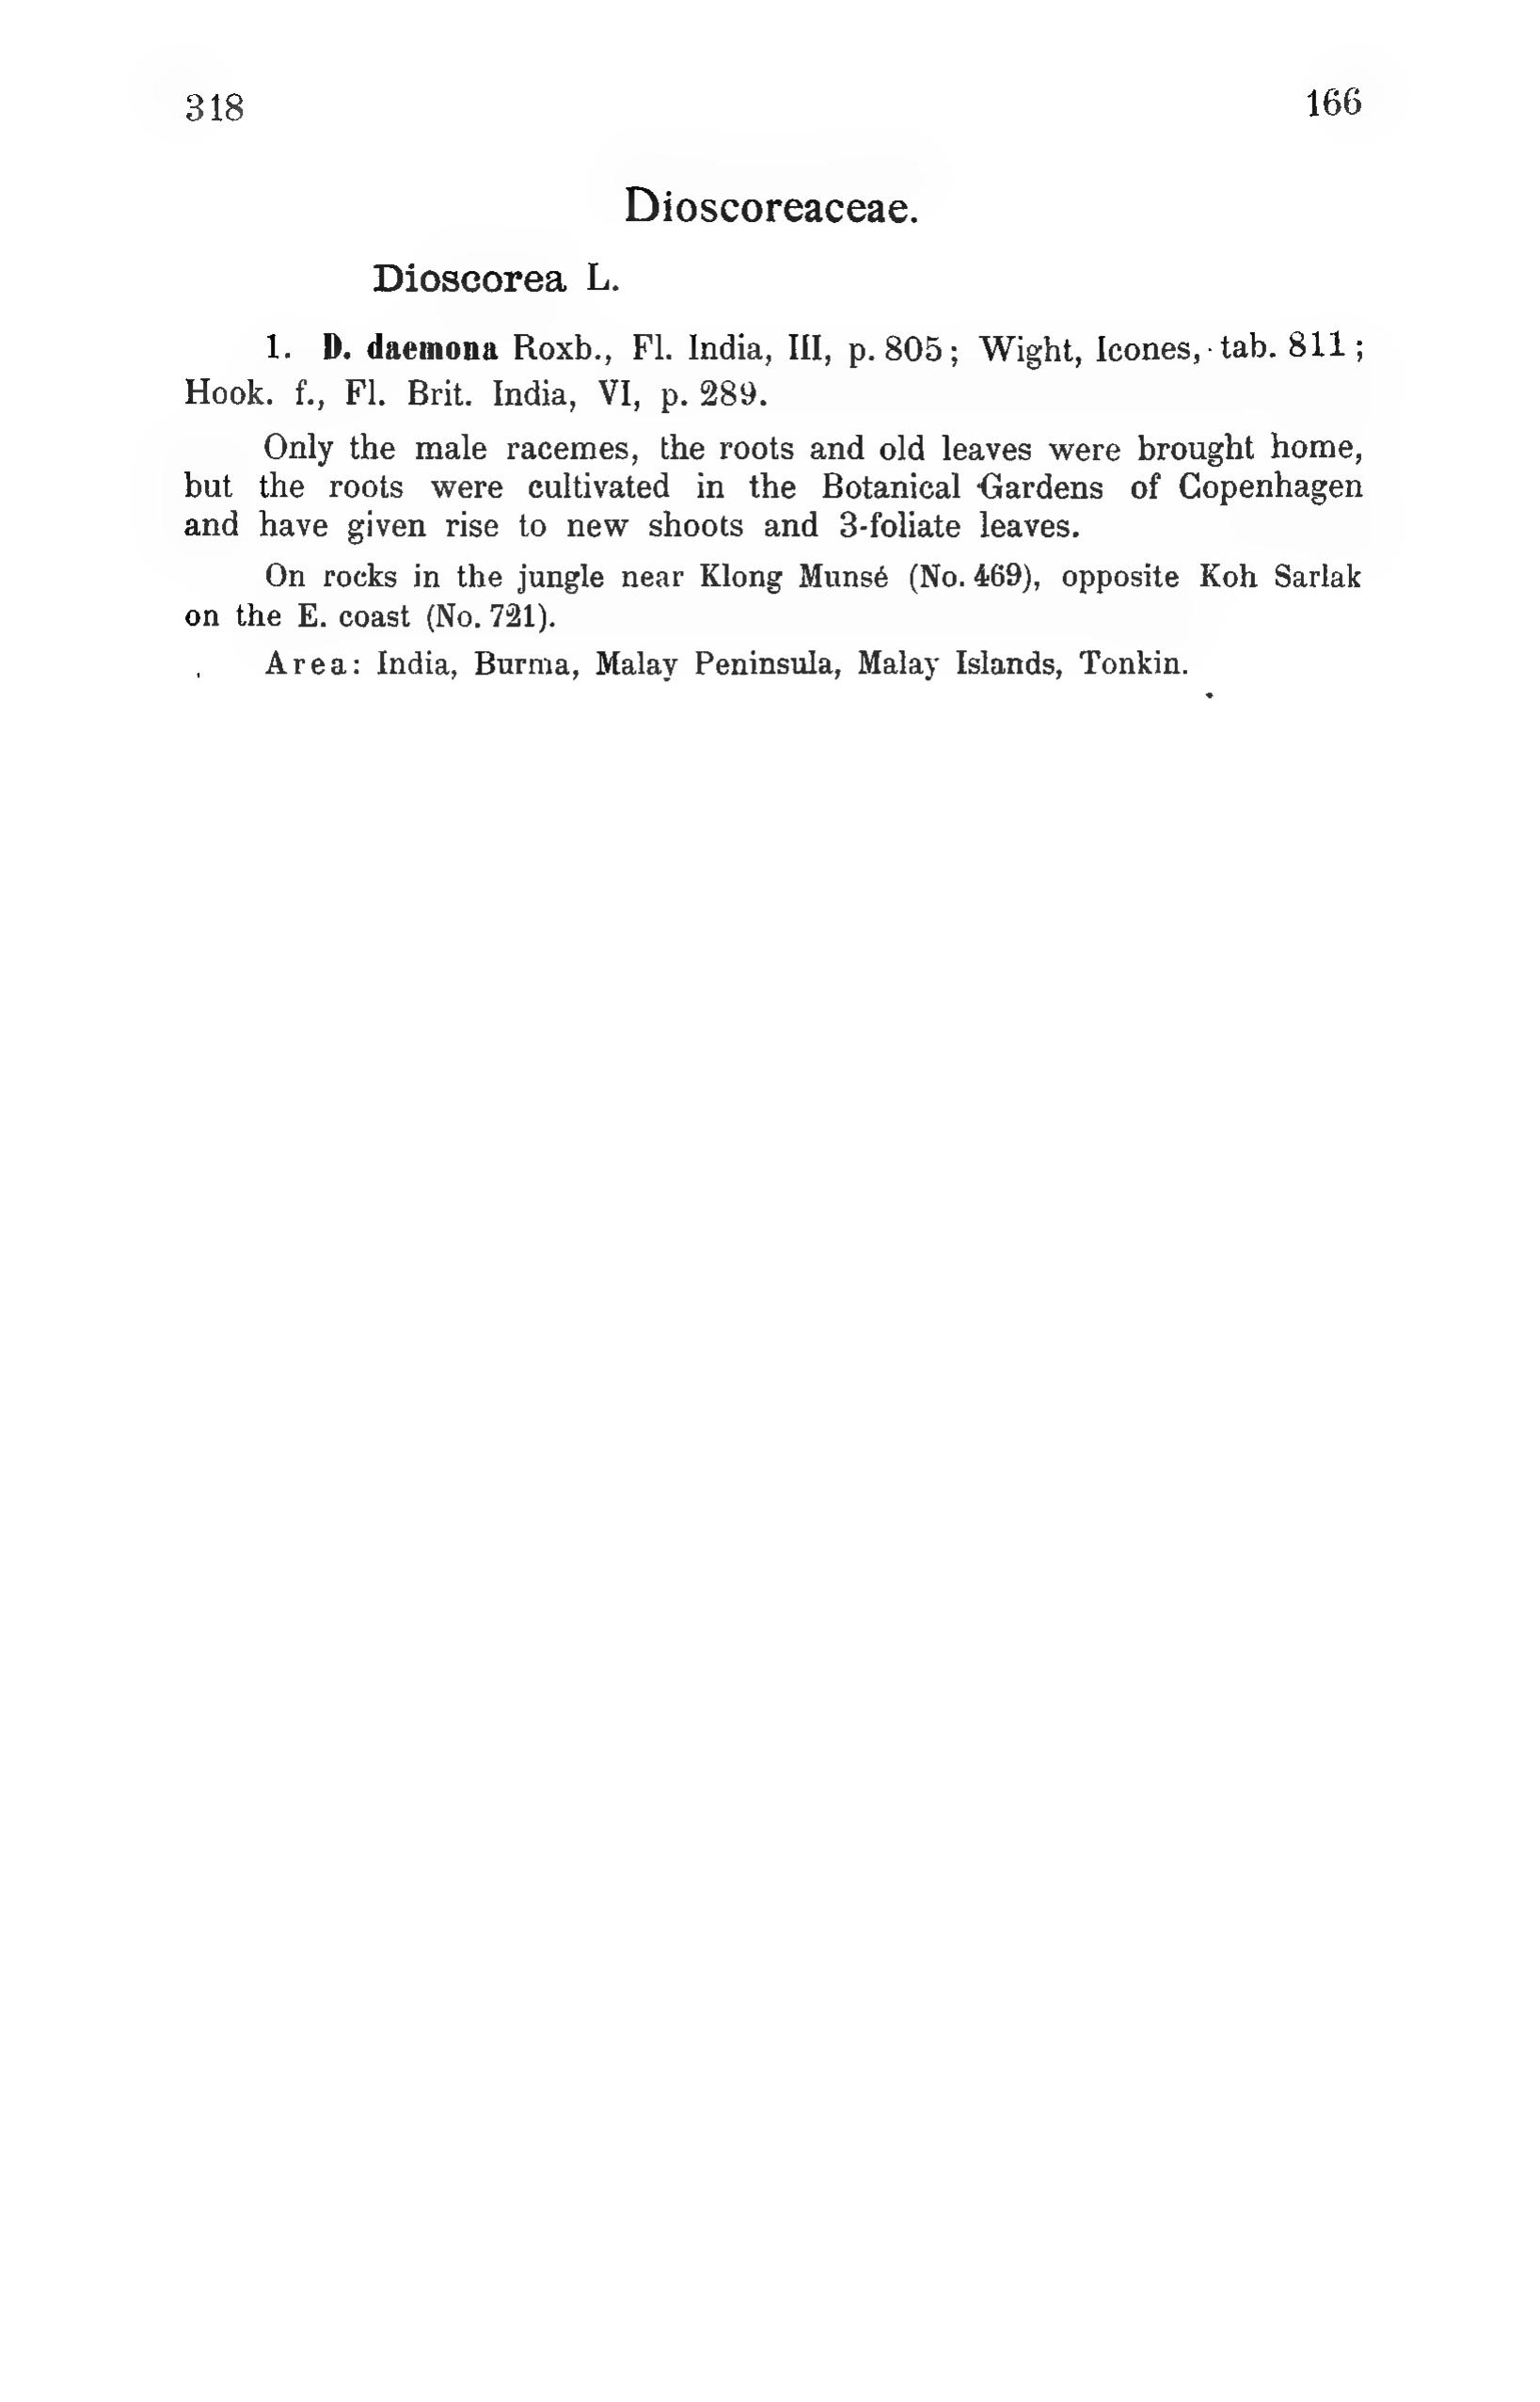 318 166
Dioscoreaceae.
Dioscorea L.
1. D. daemona Roxb., Fl. India, III, p. 805; Wight, Icones, tab. 811;
Hook. f., Fl. Brit. India, VI, p. 289.
Only the male racemes, the roots and old leaves were brought home,
but the roots were cultivated in the Botanical Gardens of Copenhagen
and have given rise to new shoots and 3-foliate leaves.
On rocks in the jungle near Klong Munsé (No. 469), opposite Koh Sarlak
on the E. coast (No. 721).
Area: India, Burma, Malay Peninsula, Malay Islands, Tonkin.